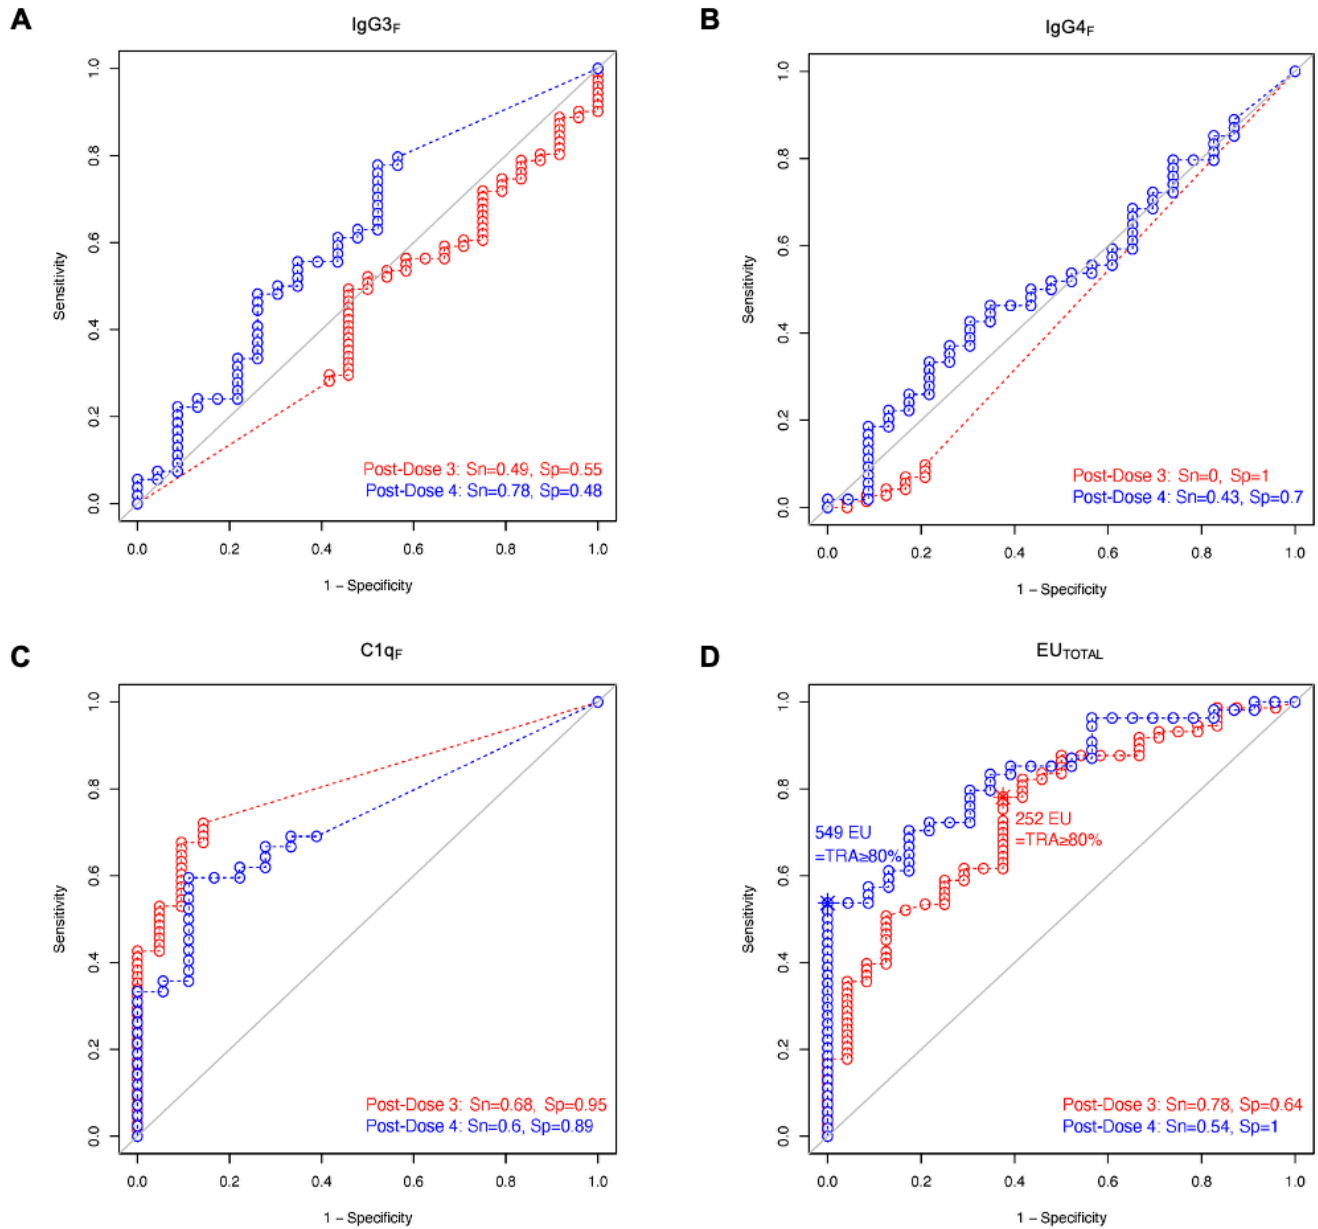 A
IgG3F
1.0
0.8
0.6
0.4
0.2
0.0
Sensitivity
Post-Dose 3: Sn=0.49, Sp=0.55
Post-Dose 4: Sn=0.78, Sp=0.48
0.0 0.2 0.4 0.6 0.8 1.0
1 – Specificity
B
IgG4F
1.0
0.8
0.6
0.4
0.2
0.0
Sensitivity
Post-Dose 3: Sn=0, Sp=1
Post-Dose 4: Sn=0.43, Sp=0.7
0.0 0.2 0.4 0.6 0.8 1.0
1 – Specificity
C
C1qF
1.0
0.8
0.6
0.4
0.2
0.0
Sensitivity
Post-Dose 3: Sn=0.68, Sp=0.95
Post-Dose 4: Sn=0.6, Sp=0.89
0.0 0.2 0.4 0.6 0.8 1.0
1 – Specificity
D
EUTOTAL
1.0
0.8
0.6
0.4
0.2
0.0
Sensitivity
549 EU
=TRA≥80%
252 EU
=TRA≥80%
Post-Dose 3: Sn=0.78, Sp=0.64
Post-Dose 4: Sn=0.54, Sp=1
0.0 0.2 0.4 0.6 0.8 1.0
1 – Specificity